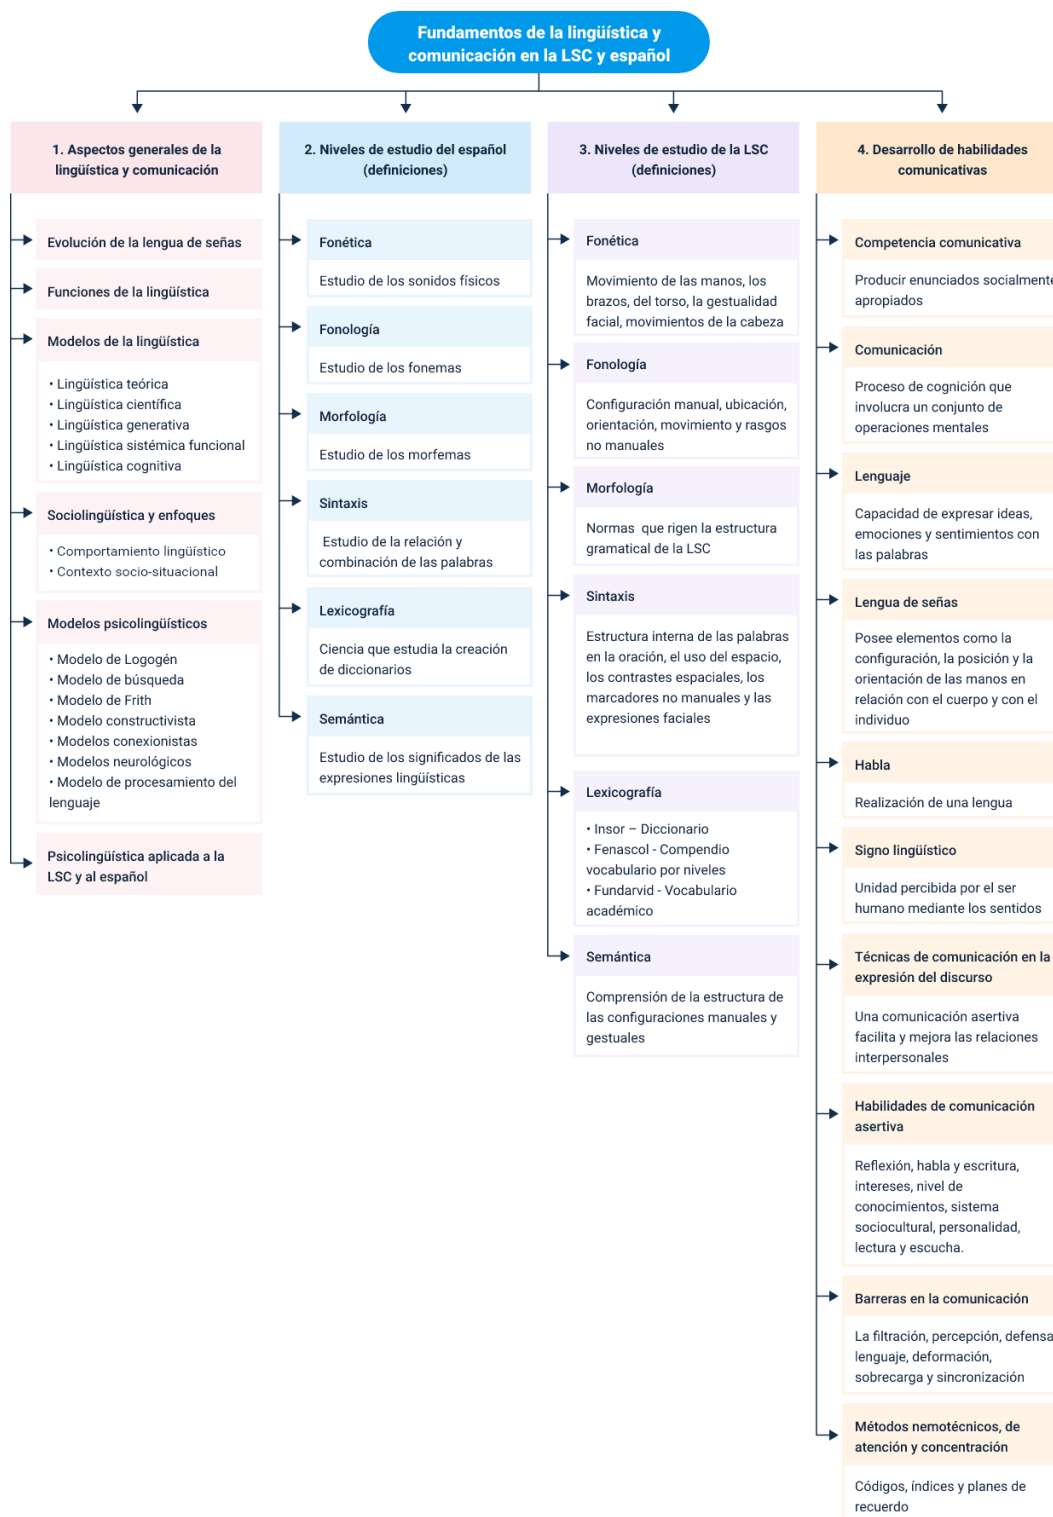 Fundamentos de la lingüística y
comunicación en la LSC y español
1. Aspectos generales de la
lingüística y comunicación
Evolución de la lengua de señas
Funciones de la lingüística
Modelos de la lingüística
• Lingüística teórica
• Lingüística científica
• Lingüística generativa
• Lingüística sistémica funcional
• Lingüística cognitiva
Sociolingüística y enfoques
• Comportamiento lingüístico
• Contexto socio-situacional
Modelos psicolingüísticos
• Modelo de Logogén
• Modelo de búsqueda
• Modelo de Frith
• Modelo constructivista
• Modelos conexionistas
• Modelos neurológicos
• Modelo de procesamiento del
lenguaje
Psicolingüística aplicada a la
LSC y al español
2. Niveles de estudio del español
(definiciones)
Fonética
Estudio de los sonidos físicos
Fonología
Estudio de los fonemas
Morfología
Estudio de los morfemas
Sintaxis
Estudio de la relación y
combinación de las palabras
Lexicografía
Ciencia que estudia la creación
de diccionarios
Semántica
Estudio de los significados de las
expresiones lingüísticas
3. Niveles de estudio de la LSC
(definiciones)
Fonética
Movimiento de las manos, los
brazos, del torso, la gestualidad
facial, movimientos de la cabeza
Fonología
Configuración manual, ubicación,
orientación, movimiento y rasgos
no manuales
Morfología
Normas que rigen la estructura
gramatical de la LSC
Sintaxis
Estructura interna de las palabras
en la oración, el uso del espacio,
los contrastes espaciales, los
marcadores no manuales y las
expresiones faciales
Lexicografía
• Insor – Diccionario
• Fenascol - Compendio
vocabulario por niveles
• Fundarvid - Vocabulario
académico
Semántica
Comprensión de la estructura de
las configuraciones manuales y
gestuales
4. Desarrollo de habilidades
comunicativas
Competencia comunicativa
Producir enunciados socialmente
apropiados
Comunicación
Proceso de cognición que
involucra un conjunto de
operaciones mentales
Lenguaje
Capacidad de expresar ideas,
emociones y sentimientos con
las palabras
Lengua de señas
Posee elementos como la
configuración, la posición y la
orientación de las manos en
relación con el cuerpo y con el
individuo
Habla
Realización de una lengua
Signo lingüístico
Unidad percibida por el ser
humano mediante los sentidos
Técnicas de comunicación en la
expresión del discurso
Una comunicación asertiva
facilita y mejora las relaciones
interpersonales
Habilidades de comunicación
asertiva
Reflexión, habla y escritura,
intereses, nivel de
conocimientos, sistema
sociocultural, personalidad,
lectura y escucha.
Barreras en la comunicación
La filtración, percepción, defensa
lenguaje, deformación,
sobrecarga y sincronización
Métodos nemotécnicos, de
atención y concentración
Códigos, índices y planes de
recuerdo